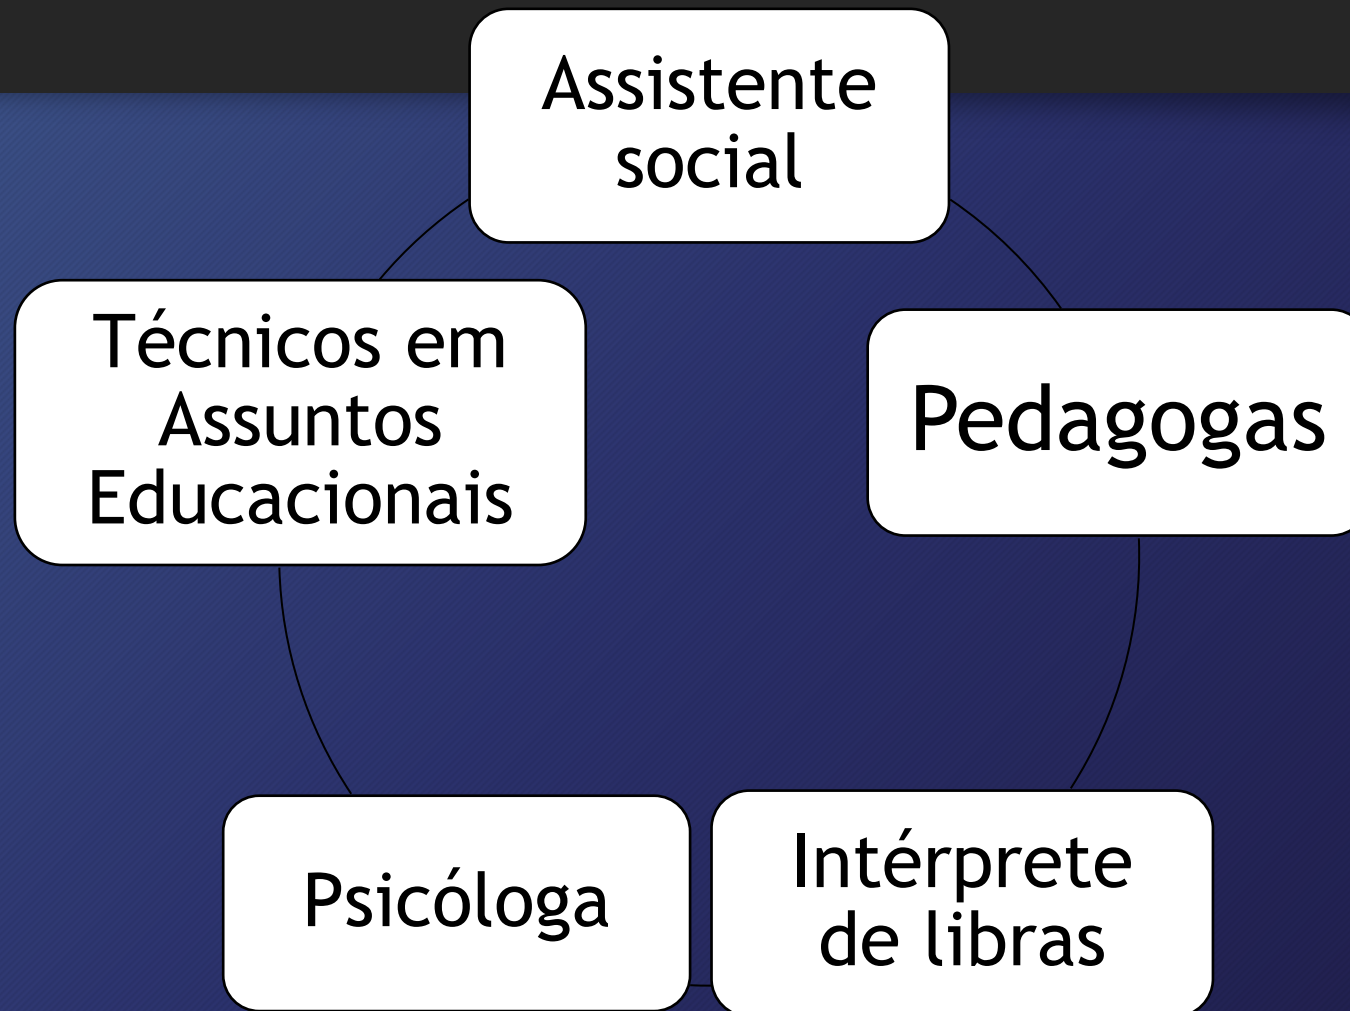 Assistente
social
Técnicos em
Assuntos
Educacionais
Pedagogas
Psicóloga
Intérprete
de libras